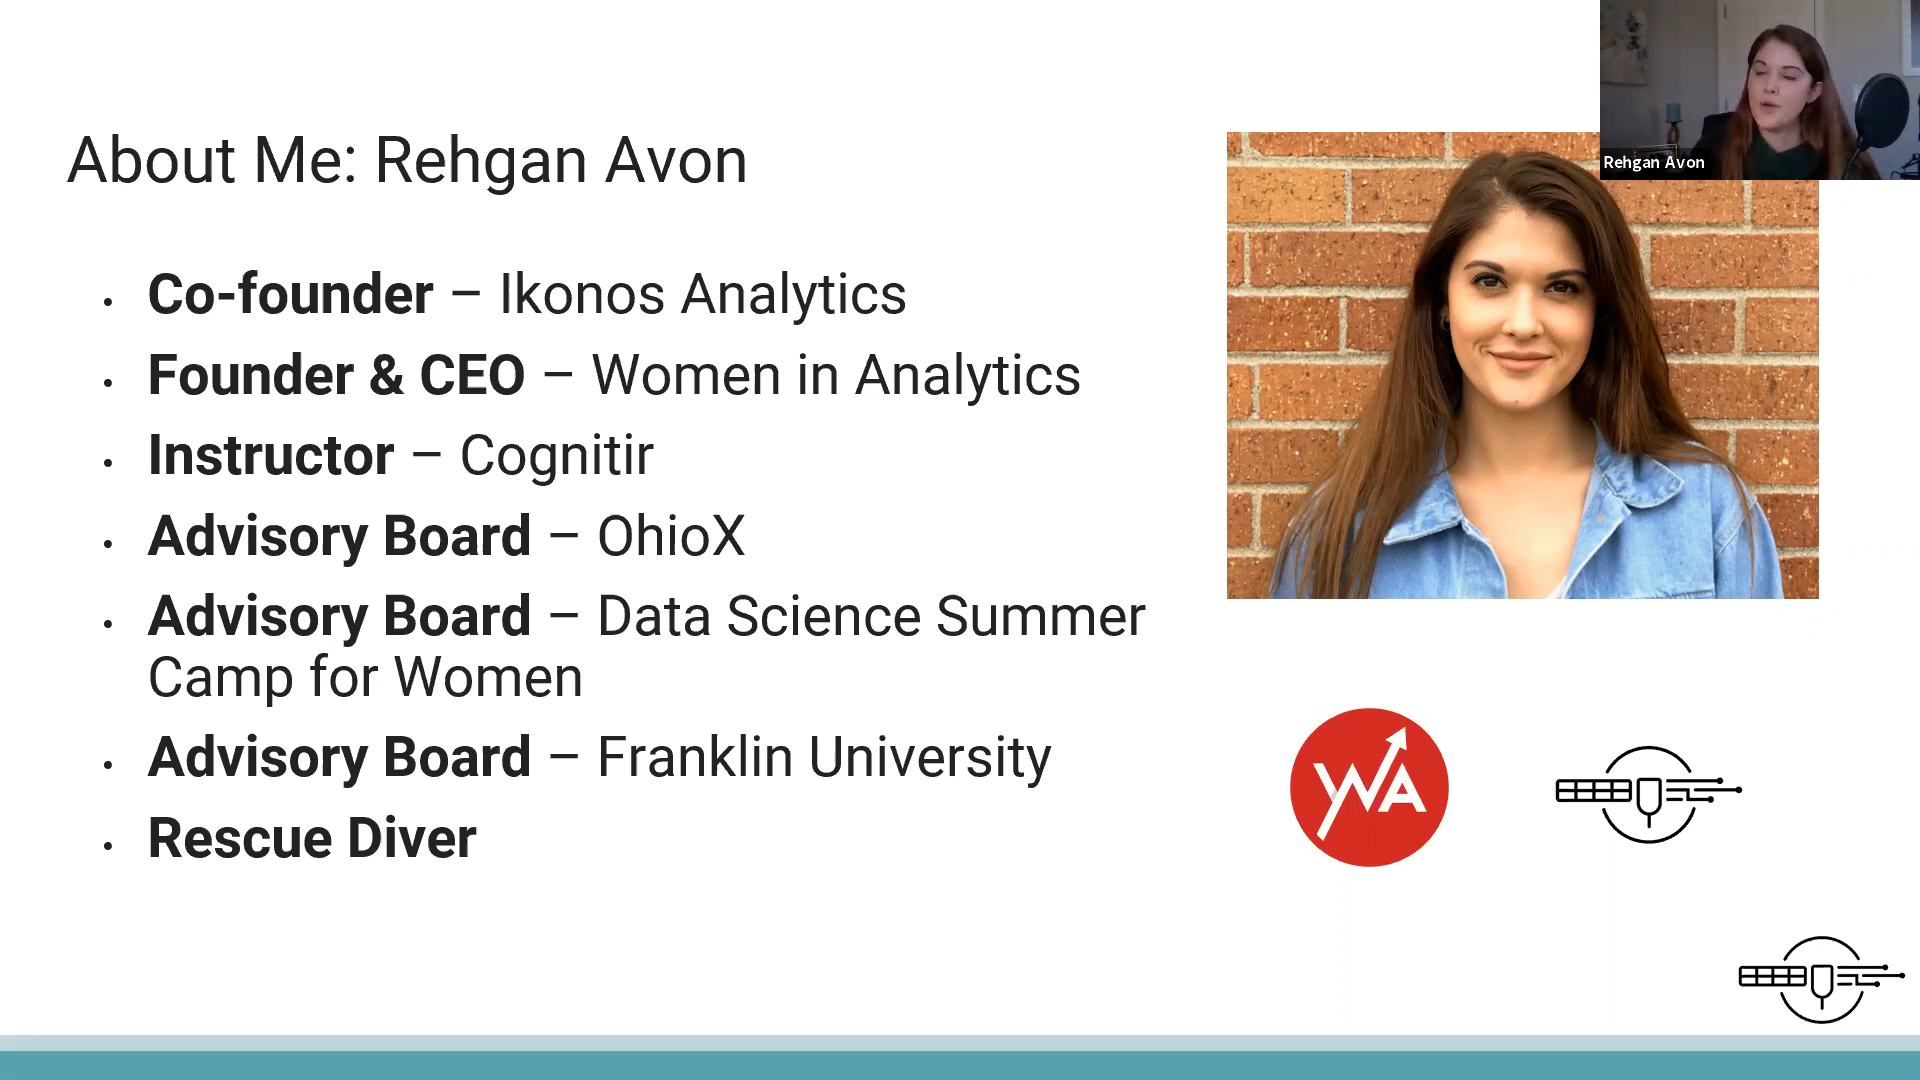 About Me: Rehgan Avon
Rehgan Avon
• Co-founder – Ikonos Analytics
• Founder & CEO – Women in Analytics
• Instructor – Cognitir
• Advisory Board – OhioX
• Advisory Board – Data Science Summer
Camp for Women
• Advisory Board – Franklin University
• Rescue Diver
WA